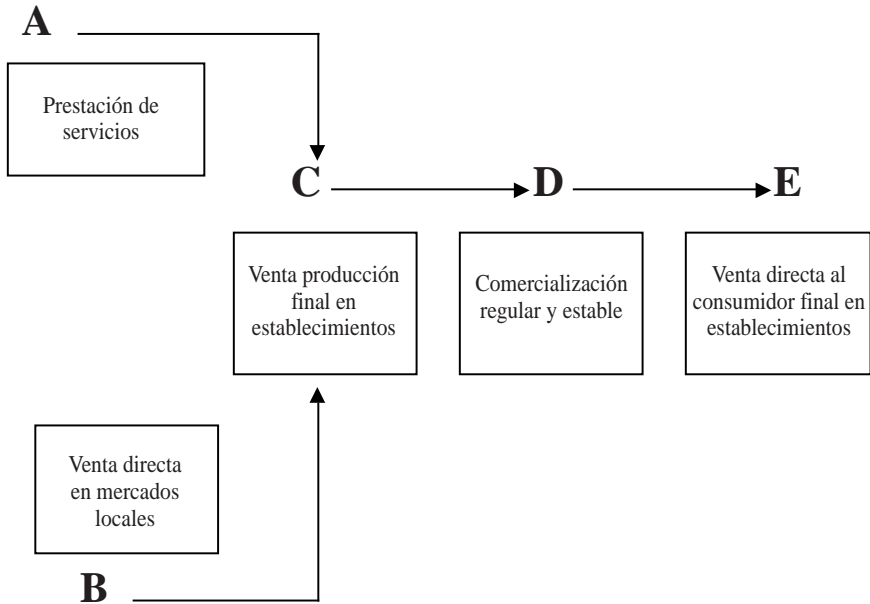 A
Prestación de
servicios
C
D
E
Venta producción
final en
establecimientos
Comercialización
regular y estable
Venta directa al
consumidor final en
establecimientos
Venta directa
en mercados
locales
B